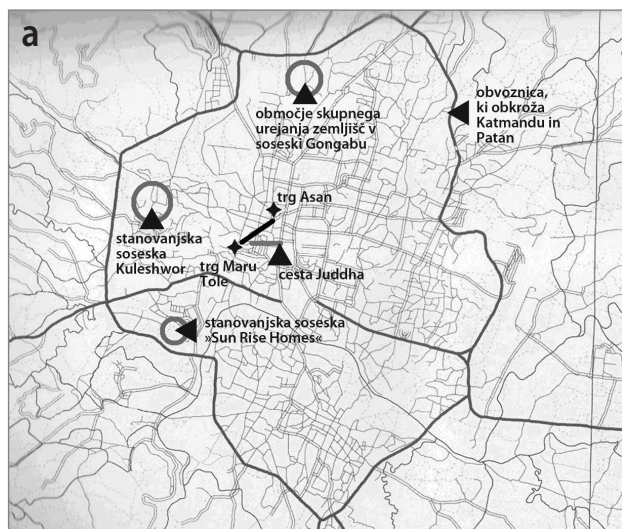 a
območje skupnega
urejanja zemljišč v
soseski Gongabu
obvoznica,
ki obkroža
Katmandu in
Patan
trg Asan
stanovanjska
soseska
Kuleshwor
trg Maru
Tole
cesta Juddha
stanovanjska soseska
»Sun Rise Homes«